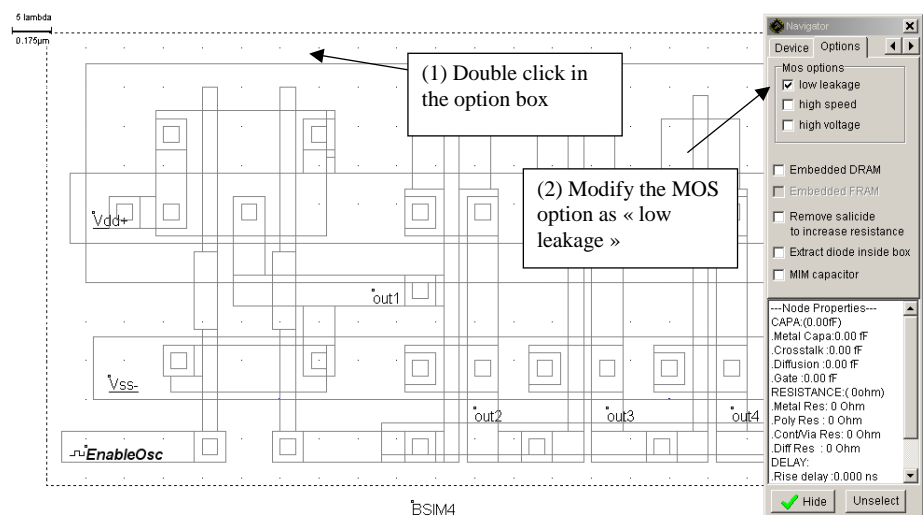 5 lambda
0.175µm
(1) Double click in
the option box
(2) Modify the MOS
option as « low
leakage »
Vdd+
out1
Vss-
out2
out3
out4
EnableOsc
BSIM4
Navigator
Device
Options
Mos options
low leakage
high speed
high voltage
Embedded DRAM
Embedded FRAM
Remove salicide
to increase resistance
Extract diode inside box
MIM capacitor
---Node Properties---
CAPA:(0.00fF)
.Metal Capa:0.00 fF
.Crosstalk :0.00 fF
.Diffusion :0.00 fF
.Gate :0.00 fF
RESISTANCE:( 0ohm)
.Metal Res: 0 Ohm
.Poly Res : 0 Ohm
.Cont/Via Res: 0 Ohm
.Diff Res : 0 Ohm
DELAY:
.Rise delay :0.000 ns
Hide
Unselect